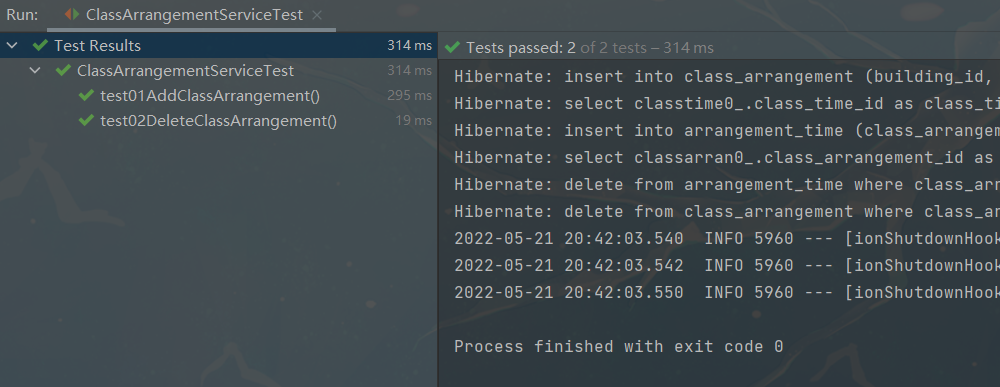 Run: ClassArrangementServiceTest
Test Results 314 ms
ClassArrangementServiceTest 314 ms
test01AddClassArrangement() 295 ms
test02DeleteClassArrangement() 19 ms
Tests passed: 2 of 2 tests – 314 ms
Hibernate: insert into class_arrangement (building_id,
Hibernate: select classtime0_.class_time_id as class_ti
Hibernate: insert into arrangement_time (class_arrangem
Hibernate: select classarran0_.class_arrangement_id as
Hibernate: delete from arrangement_time where class_arr
Hibernate: delete from class_arrangement where class_ar
2022-05-21 20:42:03.540  INFO 5960 --- [ionShutdownHook
2022-05-21 20:42:03.542  INFO 5960 --- [ionShutdownHook
2022-05-21 20:42:03.550  INFO 5960 --- [ionShutdownHook
Process finished with exit code 0